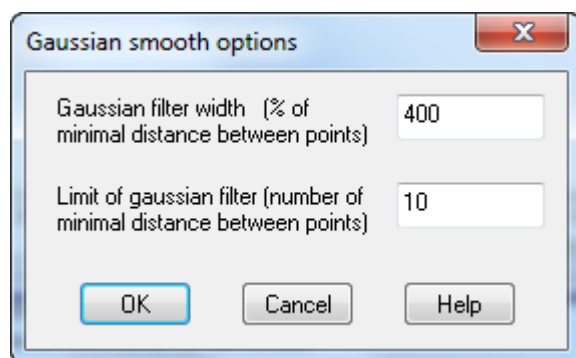 Gaussian smooth options
Gaussian filter width (% of
minimal distance between points)
400
Limit of gaussian filter (number of
minimal distance between points)
10
OK
Cancel
Help